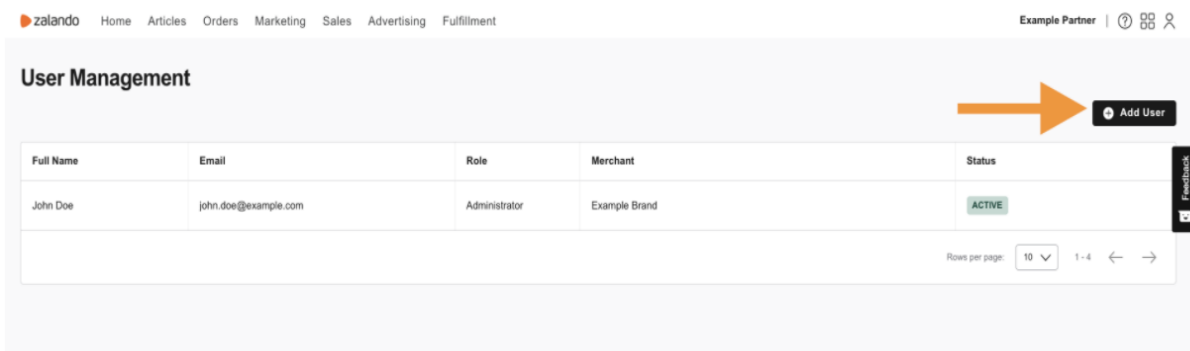 zalando Home Articles Orders Marketing Sales Advertising Fulfillment Example Partner
User Management
Add User
Full Name Email Role Merchant Status
John Doe john.doe@example.com Administrator Example Brand ACTIVE
Feedback
Rows per page: 10 1 - 4